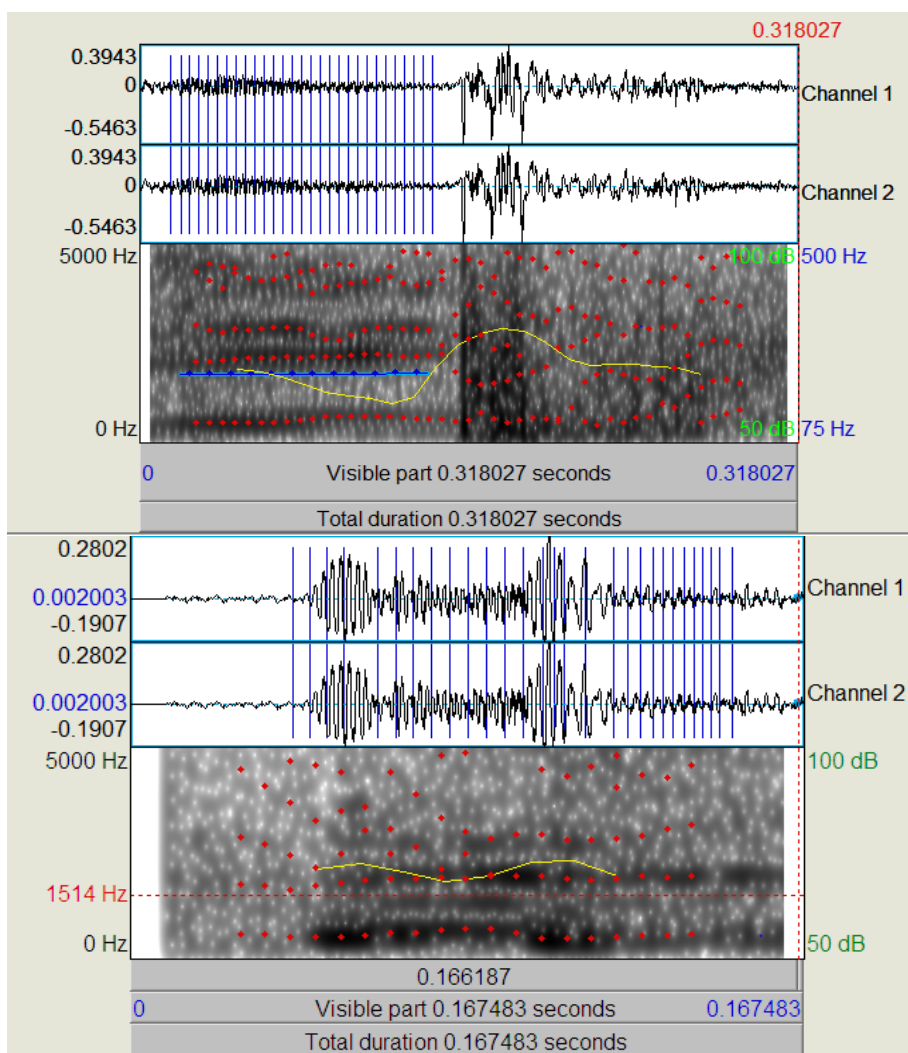 0.318027
0.3943
0
-0.5463
Channel 1
0.3943
0
-0.5463
Channel 2
5000 Hz 100 dB 500 Hz
0 Hz 50 dB 75 Hz
0 Visible part 0.318027 seconds 0.318027
Total duration 0.318027 seconds
0.2802
0.002003
-0.1907
Channel 1
0.2802
0.002003
-0.1907
Channel 2
5000 Hz 100 dB
1514 Hz
0 Hz 50 dB
0.166187
0 Visible part 0.167483 seconds 0.167483
Total duration 0.167483 seconds